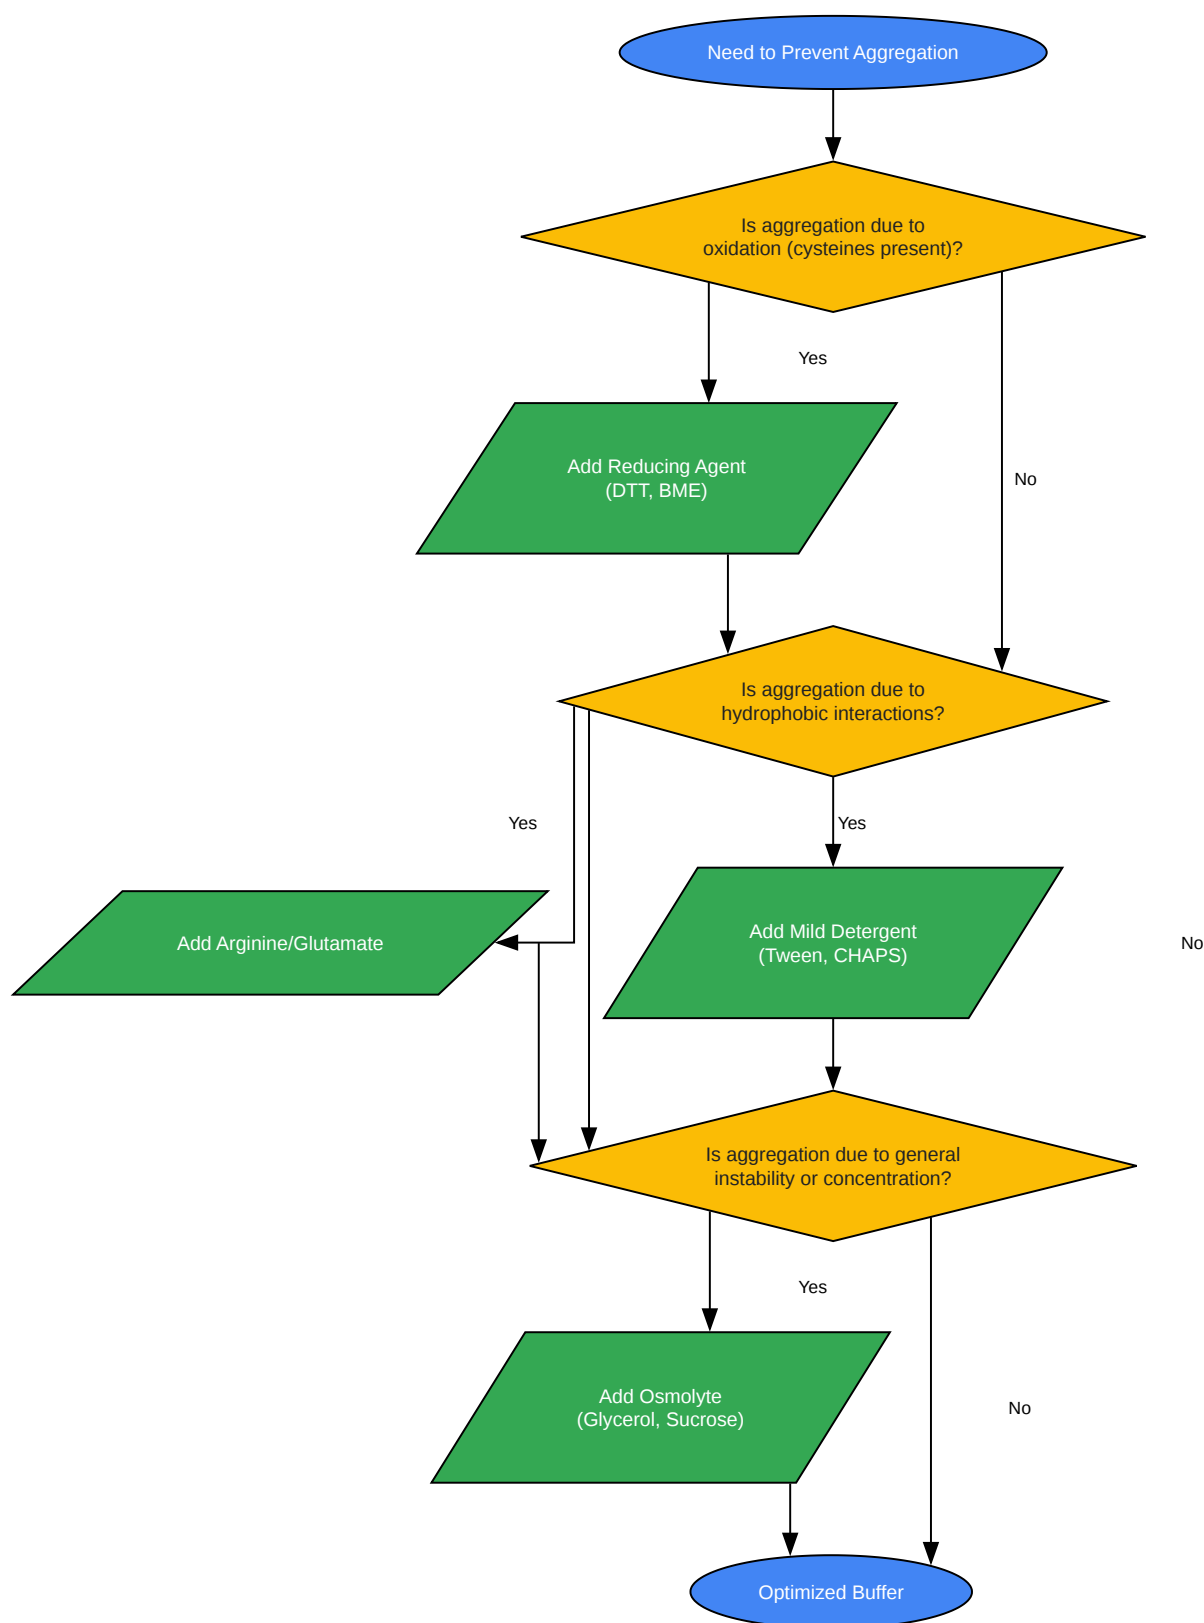 Need to Prevent Aggregation
Is aggregation due to
oxidation (cysteines present)?
Yes
Add Reducing Agent
(DTT, BME)
No
Is aggregation due to
hydrophobic interactions?
Yes
Yes
Add Arginine/Glutamate
Add Mild Detergent
(Tween, CHAPS)
No
Is aggregation due to general
instability or concentration?
Yes
Add Osmolyte
(Glycerol, Sucrose)
No
Optimized Buffer